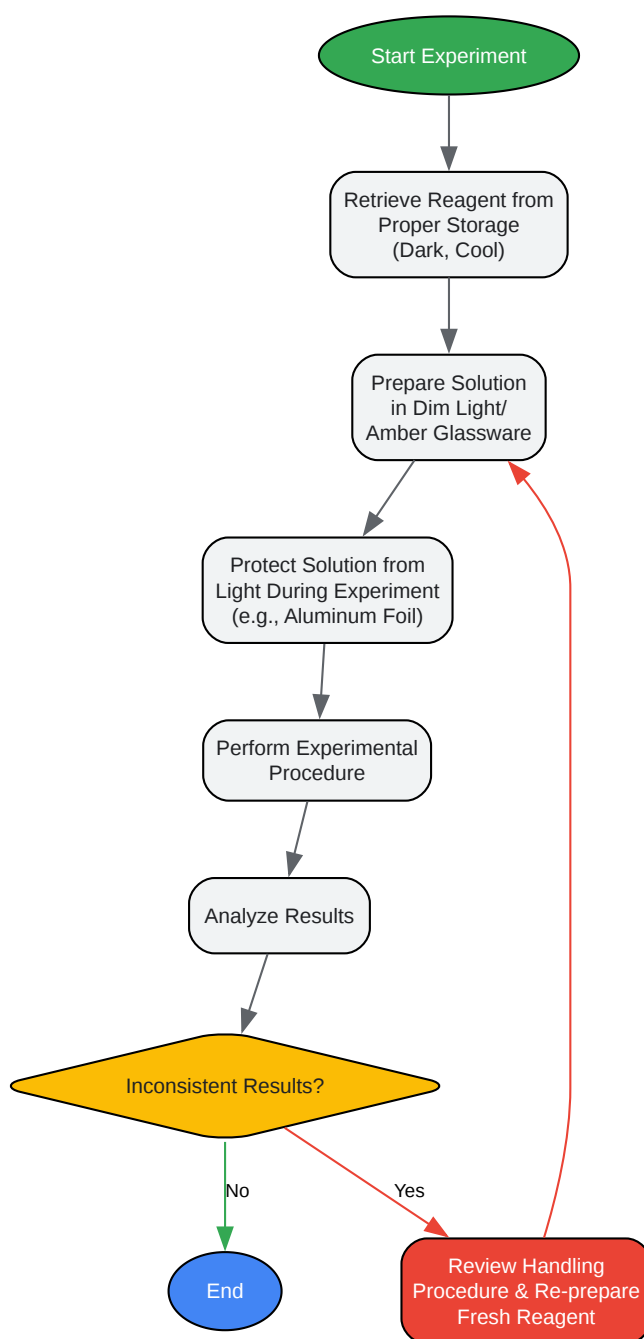 Start Experiment
Retrieve Reagent from
Proper Storage
(Dark, Cool)
Prepare Solution
in Dim Light/
Amber Glassware
Protect Solution from
Light During Experiment
(e.g., Aluminum Foil)
Perform Experimental
Procedure
Analyze Results
Inconsistent Results?
No
Yes
End
Review Handling
Procedure & Re-prepare
Fresh Reagent